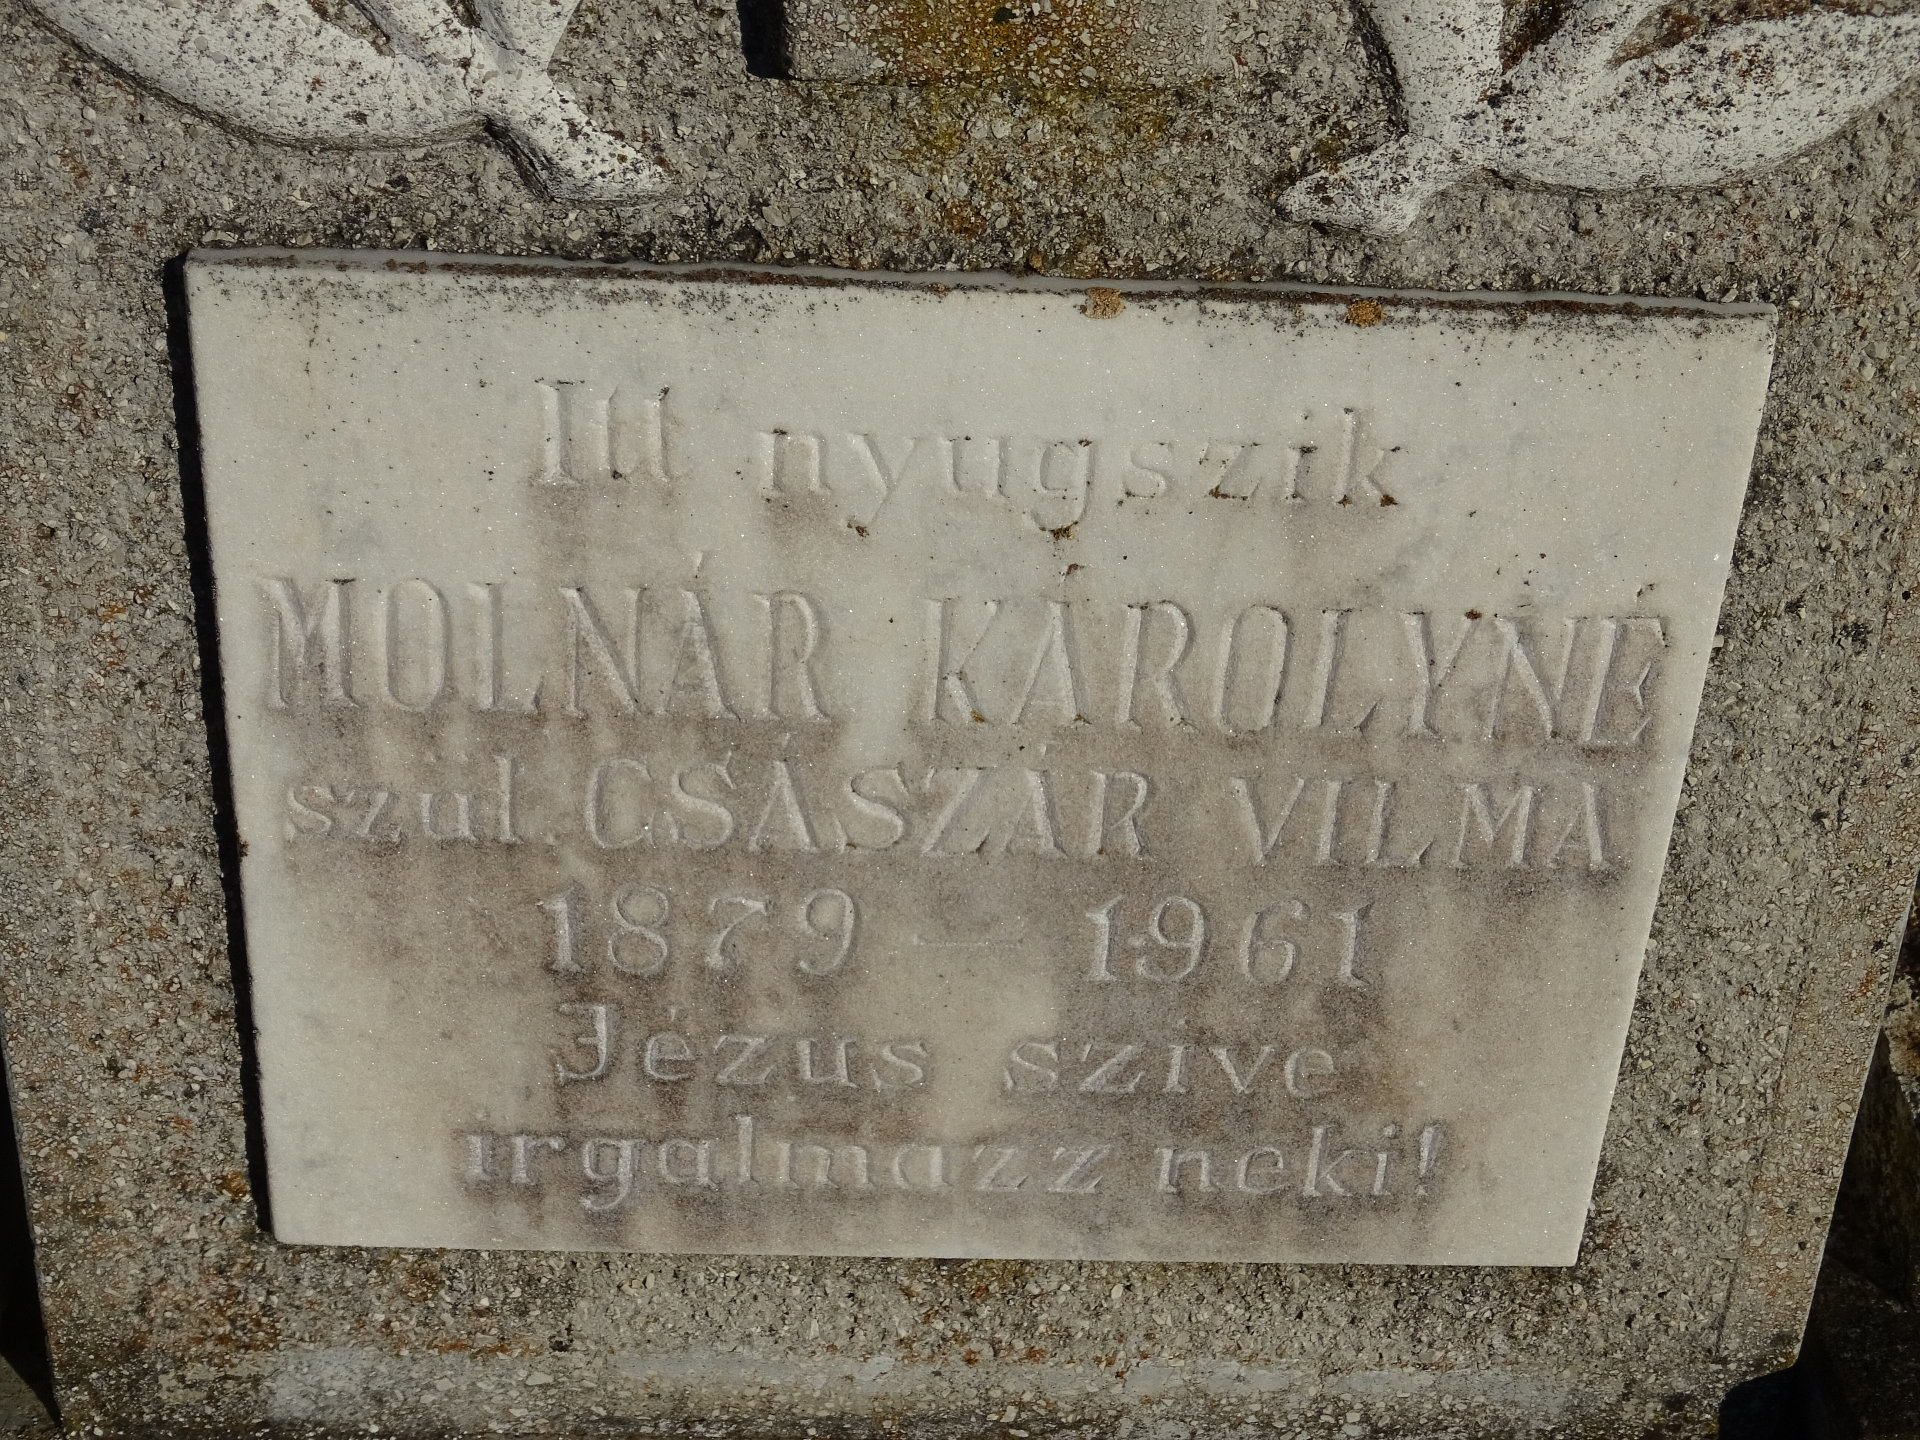 Itt nyugszik
MOLNÁR KÁROLYNÉ
szül. CSÁSZÁR VILMA
1879 — 1961
Jézus szive
irgalmazz neki!